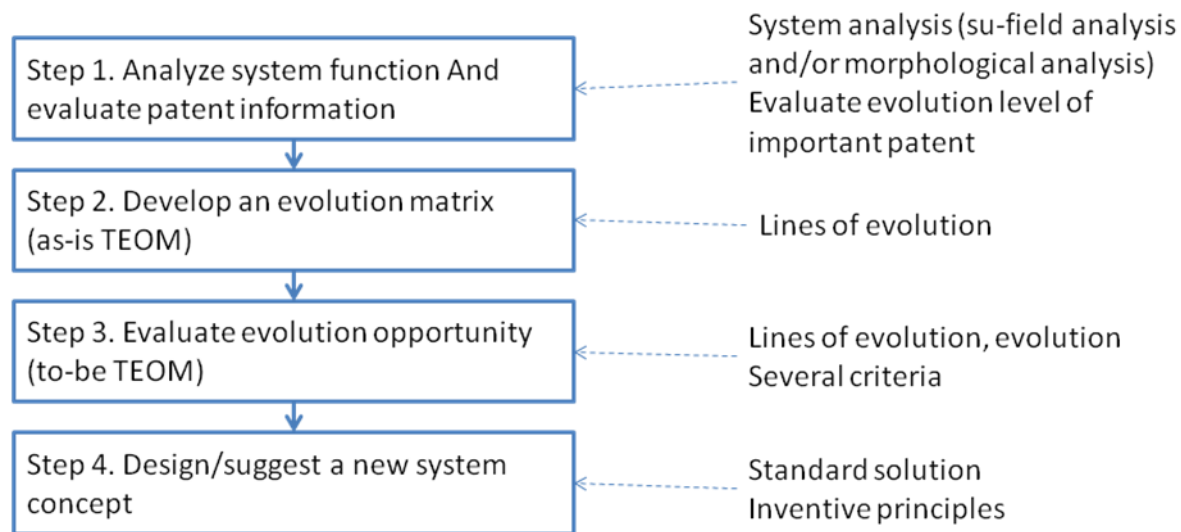 Step 1. Analyze system function And
evaluate patent information
System analysis (su-field analysis
and/or morphological analysis)
Evaluate evolution level of
important patent
Step 2. Develop an evolution matrix
(as-is TEOM)
Lines of evolution
Step 3. Evaluate evolution opportunity
(to-be TEOM)
Lines of evolution, evolution
Several criteria
Step 4. Design/suggest a new system
concept
Standard solution
Inventive principles